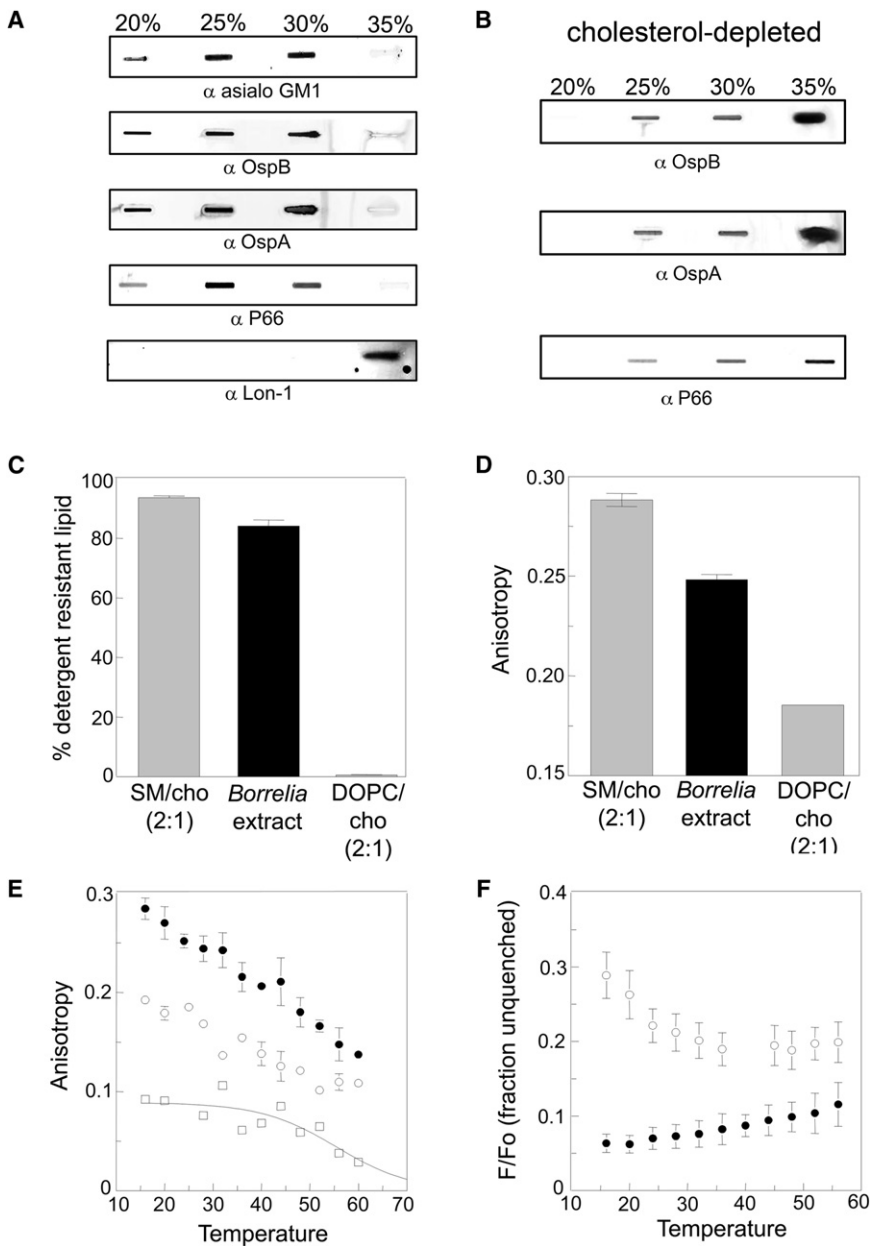 A
20% 25% 30% 35%
α asialo GM1
α OspB
α OspA
α P66
α Lon-1
B
cholesterol-depleted
20% 25% 30% 35%
α OspB
α OspA
α P66
C
% detergent resistant lipid
100
80
60
40
20
0
SM/cho
(2:1)
Borrelia
extract
DOPC/
cho
(2:1)
D
Anisotropy
0.30
0.25
0.20
0.15
SM/cho
(2:1)
Borrelia
extract
DOPC/
cho
(2:1)
E
Anisotropy
0.3
0.2
0.1
0
10 20 30 40 50 60 70
Temperature
F
F/Fo (fraction unquenched)
0.4
0.3
0.2
0.1
0
10 20 30 40 50 60
Temperature